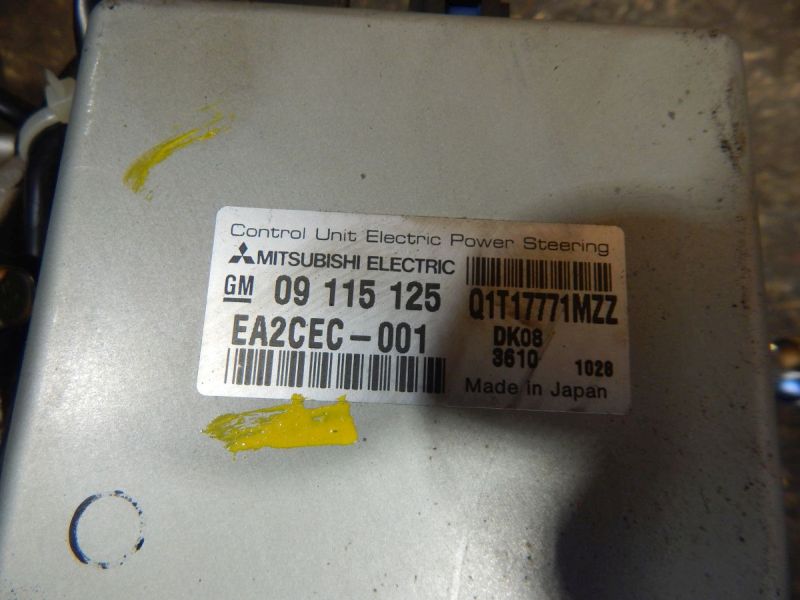 Control Unit Electric Power Steering
MITSUBISHI ELECTRIC
GM 09 115 125
Q1T17771MZZ
EA2CEC-001
DK08
3610 1028
Made in Japan